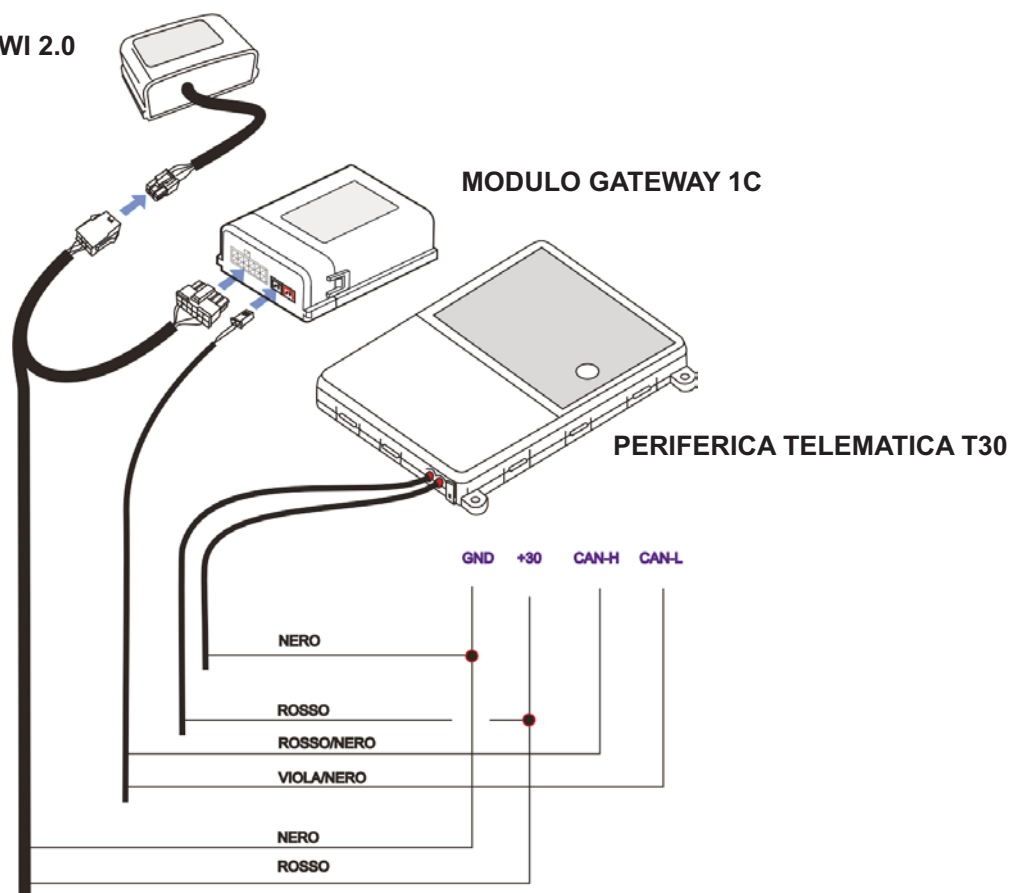 WI 2.0
MODULO GATEWAY 1C
PERIFERICA TELEMATICA T30
GND +30 CAN-H CAN-L
NERO
ROSSO
ROSSO/NERO
VIOLA/NERO
NERO
ROSSO